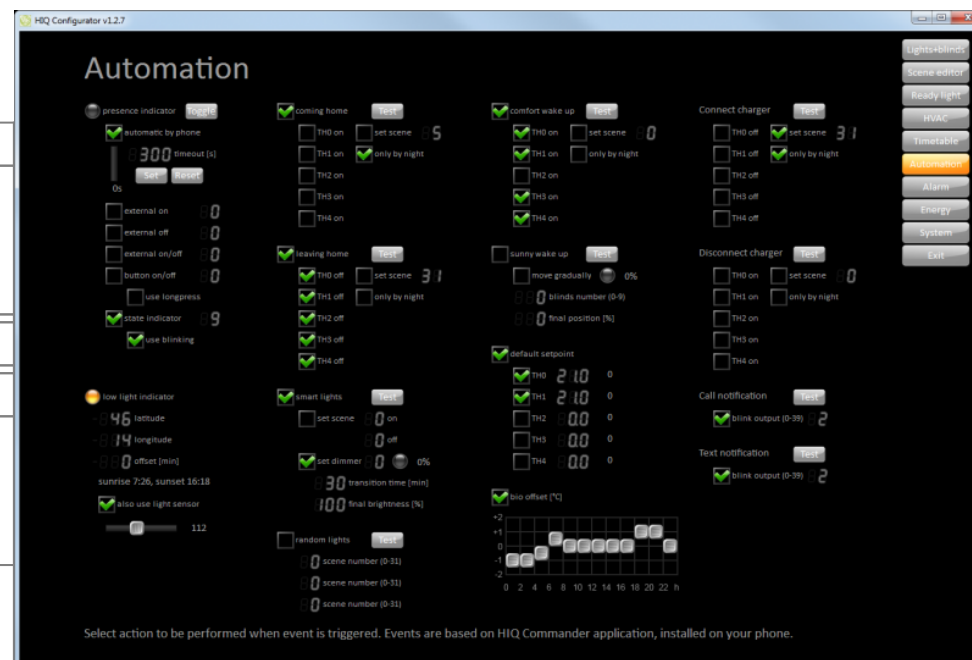 HIQ Configurator v1.2.7
Automation
presence indicator Toggle
automatic by phone
300 timeout [s]
Set Reset
0s
external on 0
external off 0
external on/off 0
button on/off 0
use longpress
state indicator 9
use blinking
low light indicator
46 latitude
14 longitude
0 offset [min]
sunrise 7:26, sunset 16:18
also use light sensor
112
coming home Test
TH0 on set scene 5
TH1 on only by night
TH2 on
TH3 on
TH4 on
leaving home Test
TH0 off set scene 31
TH1 off only by night
TH2 off
TH3 off
TH4 off
smart lights Test
set scene 0 on
0 off
set dimmer 0 0%
30 transition time [min]
100 final brightness [%]
random lights Test
0 scene number (0-31)
0 scene number (0-31)
0 scene number (0-31)
comfort wake up Test
TH0 on set scene 0
TH1 on only by night
TH2 on
TH3 on
TH4 on
sunny wake up Test
move gradually 0%
0 blinds number (0-9)
0 final position [%]
default setpoint
TH0 21.0 0
TH1 21.0 0
TH2 0.0 0
TH3 0.0 0
TH4 0.0 0
bio offset [°C]
+2
+1
0
-1
-2
0 2 4 6 8 10 12 14 16 18 20 22 h
Connect charger Test
TH0 off set scene 31
TH1 off only by night
TH2 off
TH3 off
TH4 off
Disconnect charger Test
TH0 on set scene 0
TH1 on only by night
TH2 on
TH3 on
TH4 on
Call notification Test
blink output (0-39) 2
Text notification Test
blink output (0-39) 2
Lights+blinds
Scene editor
Ready light
HVAC
Timetable
Automation
Alarm
Energy
System
Exit
Select action to be performed when event is triggered. Events are based on HIQ Commander application, installed on your phone.